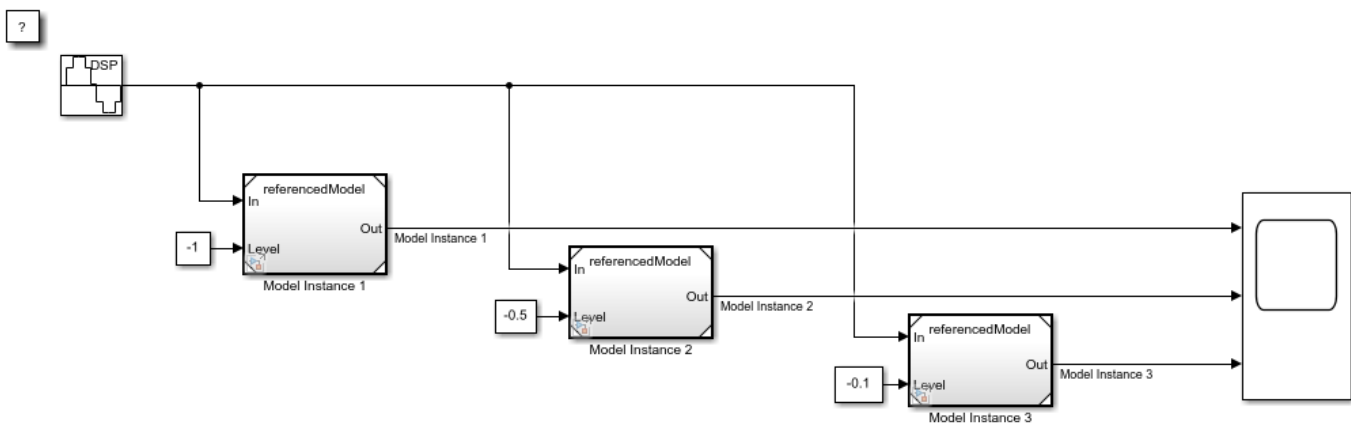 ?
DSP
referencedModel
In
Out
Model Instance 1
-1
Level
Model Instance 1
referencedModel
In
Out
Model Instance 2
-0.5
Level
Model Instance 2
referencedModel
In
Out
Model Instance 3
-0.1
Level
Model Instance 3